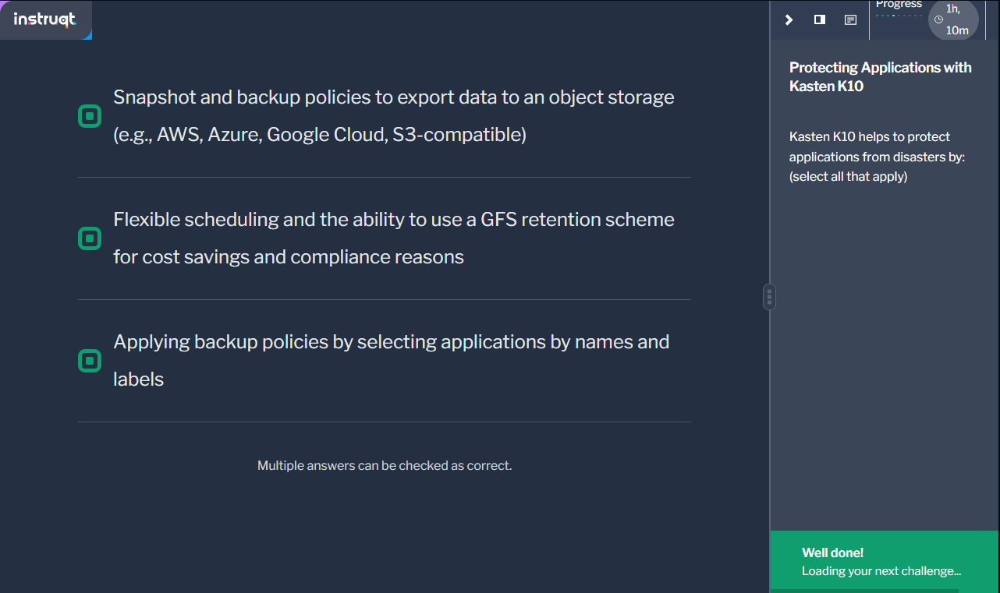 instruqt
Snapshot and backup policies to export data to an object storage
(e.g., AWS, Azure, Google Cloud, S3-compatible)
Flexible scheduling and the ability to use a GFS retention scheme
for cost savings and compliance reasons
Applying backup policies by selecting applications by names and
labels
Multiple answers can be checked as correct.
Progress
1h,
10m
Protecting Applications with
Kasten K10
Kasten K10 helps to protect
applications from disasters by:
(select all that apply)
Well done!
Loading your next challenge...